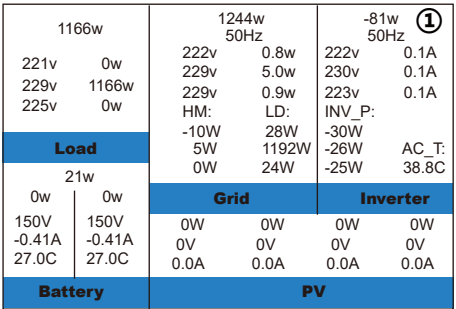 1166w
221v 0w
229v 1166w
225v 0w
Load
1244w
50Hz
222v 0.8w
229v 5.0w
229v 0.9w
HM: LD:
-10W 28W
5W 1192W
0W 24W
Grid
-81w ①
50Hz
222v 0.1A
230v 0.1A
223v 0.1A
INV_P:
-30W
-26W AC_T:
-25W 38.8C
Inverter
21w
0w 0w
150V 150V
-0.41A -0.41A
27.0C 27.0C
Battery
0W 0W 0W 0W
0V 0V 0V 0V
0.0A 0.0A 0.0A 0.0A
PV